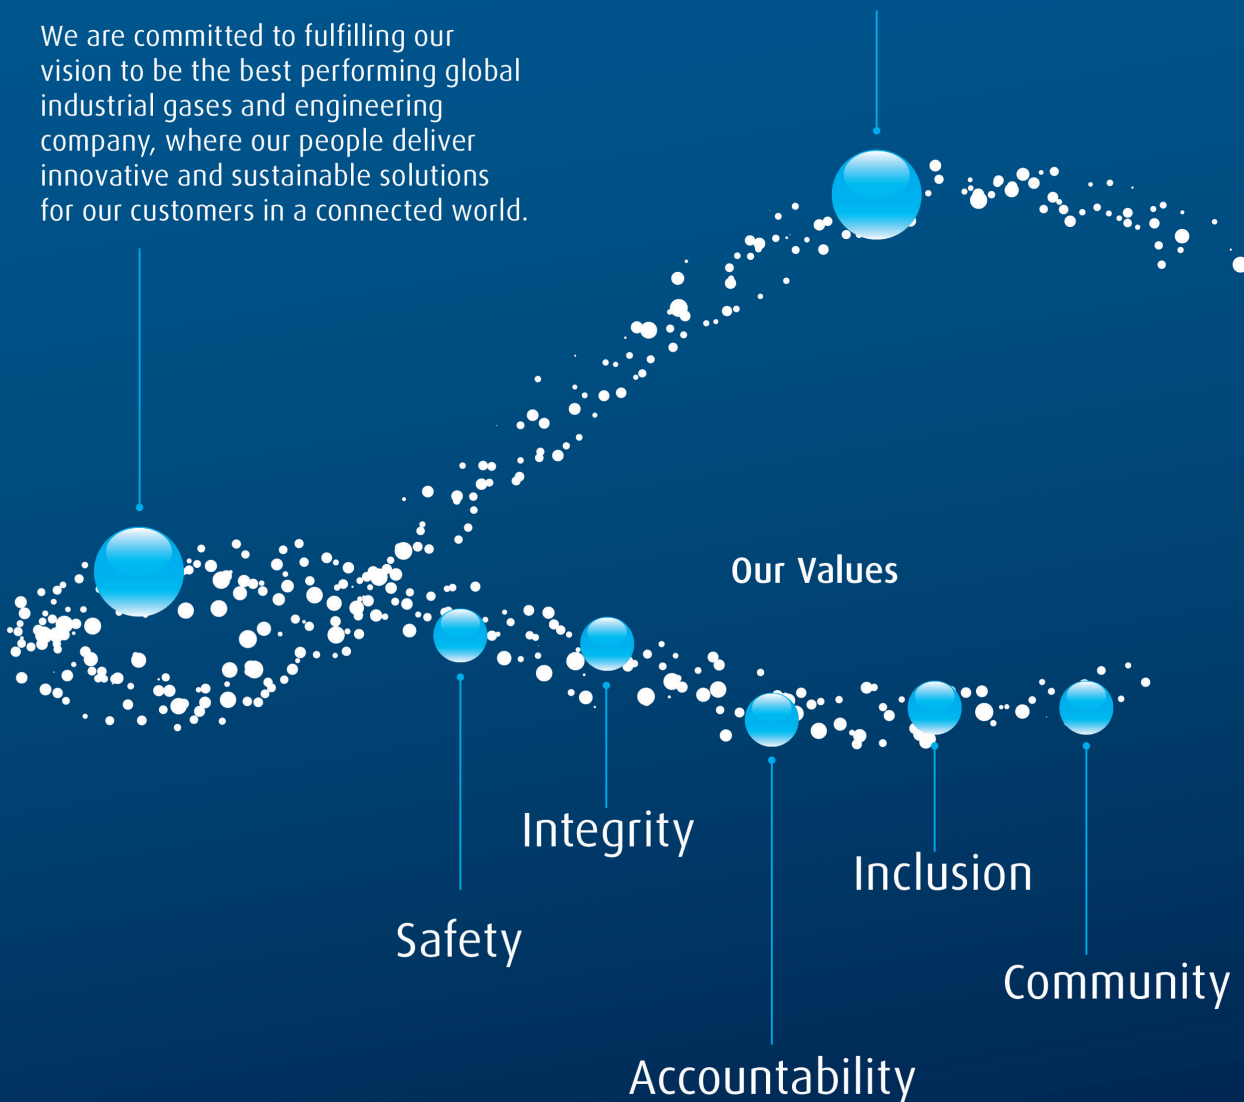 We are committed to fulfilling our
vision to be the best performing global
industrial gases and engineering
company, where our people deliver
innovative and sustainable solutions
for our customers in a connected world.
Our Values
Integrity
Inclusion
Safety
Community
Accountability